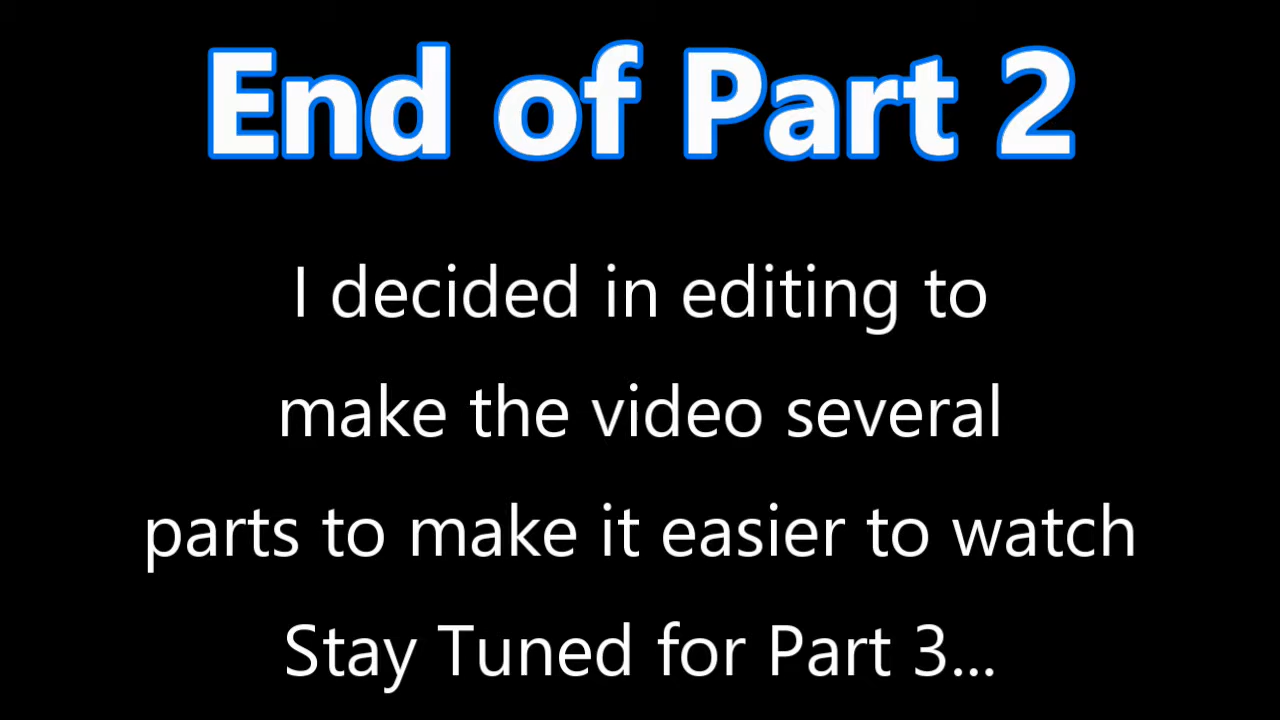 End of Part 2
I decided in editing to
make the video several
parts to make it easier to watch
Stay Tuned for Part 3...